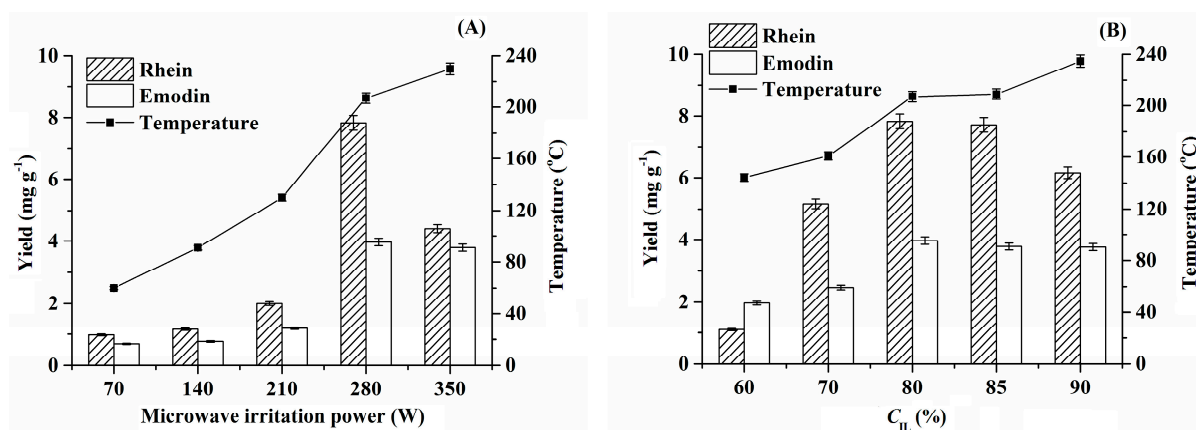 (A)
Rhein
Emodin
Temperature
Yield (mg g-1)
10
8
6
4
2
0
240
200
160
120
80
40
0
Temperature (°C)
70 140 210 280 350
Microwave irritation power (W)
(B)
Rhein
Emodin
Temperature
Yield (mg g-1)
10
8
6
4
2
0
240
200
160
120
80
40
0
Temperature (°C)
60 70 80 85 90
CIL (%)